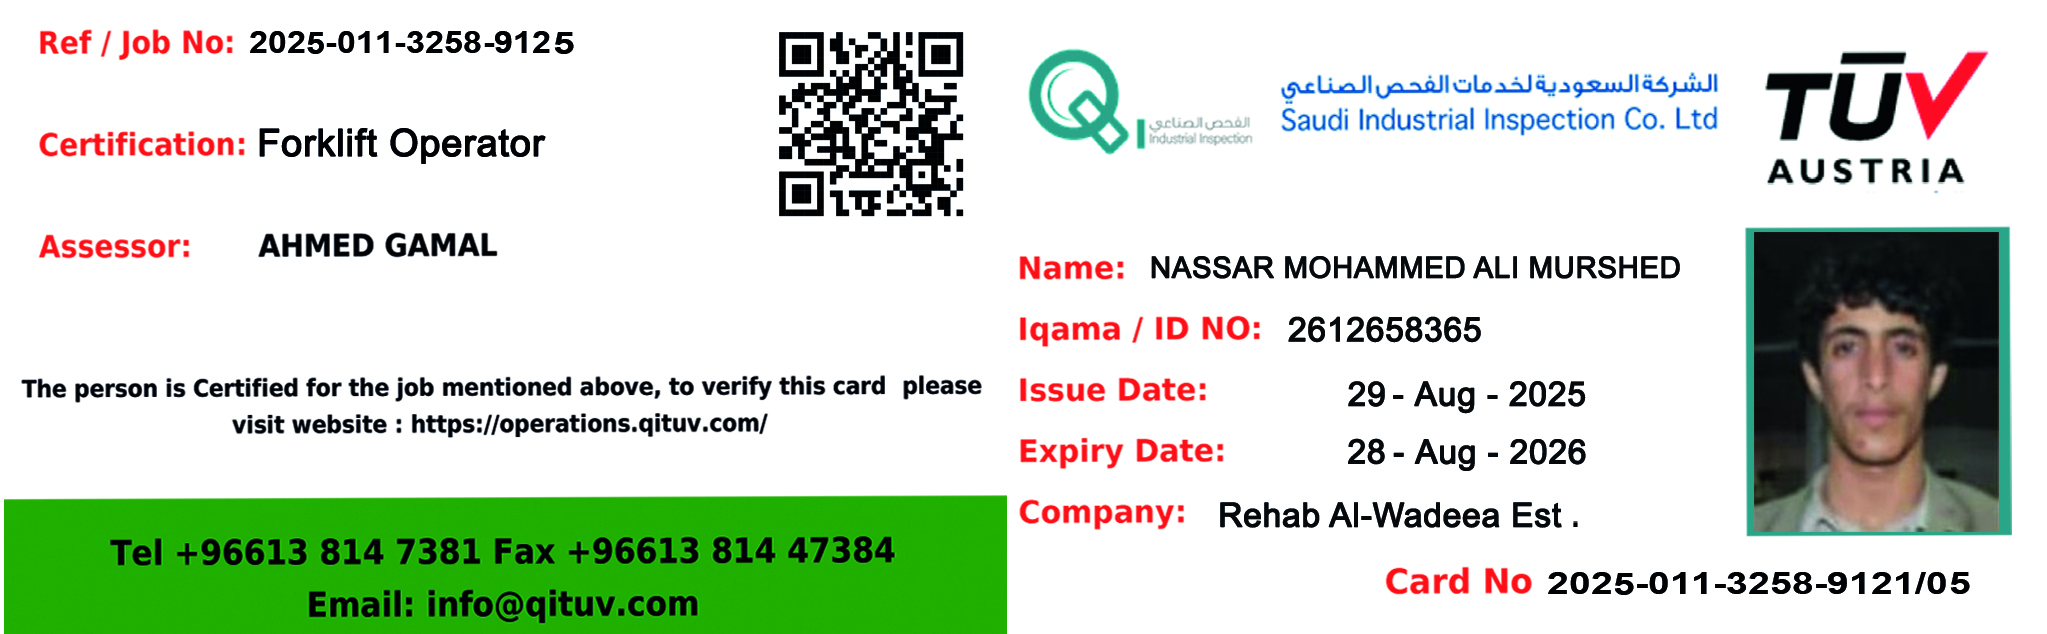 Ref / Job No: 2025-011-3258-9125
Certification: Forklift Operator
Assessor: AHMED GAMAL
The person is Certified for the job mentioned above, to verify this card please
visit website : https://operations.qituv.com/
Tel +96613 814 7381 Fax +96613 814 47384
Email: info@qituv.com
الفحص الصناعي
Industrial Inspection
الشركة السعودية لخدمات الفحص الصناعي
Saudi Industrial Inspection Co. Ltd
TÜV
AUSTRIA
Name: NASSAR MOHAMMED ALI MURSHED
Iqama / ID NO: 2612658365
Issue Date: 29 - Aug - 2025
Expiry Date: 28 - Aug - 2026
Company: Rehab Al-Wadeea Est .
Card No 2025-011-3258-9121/05